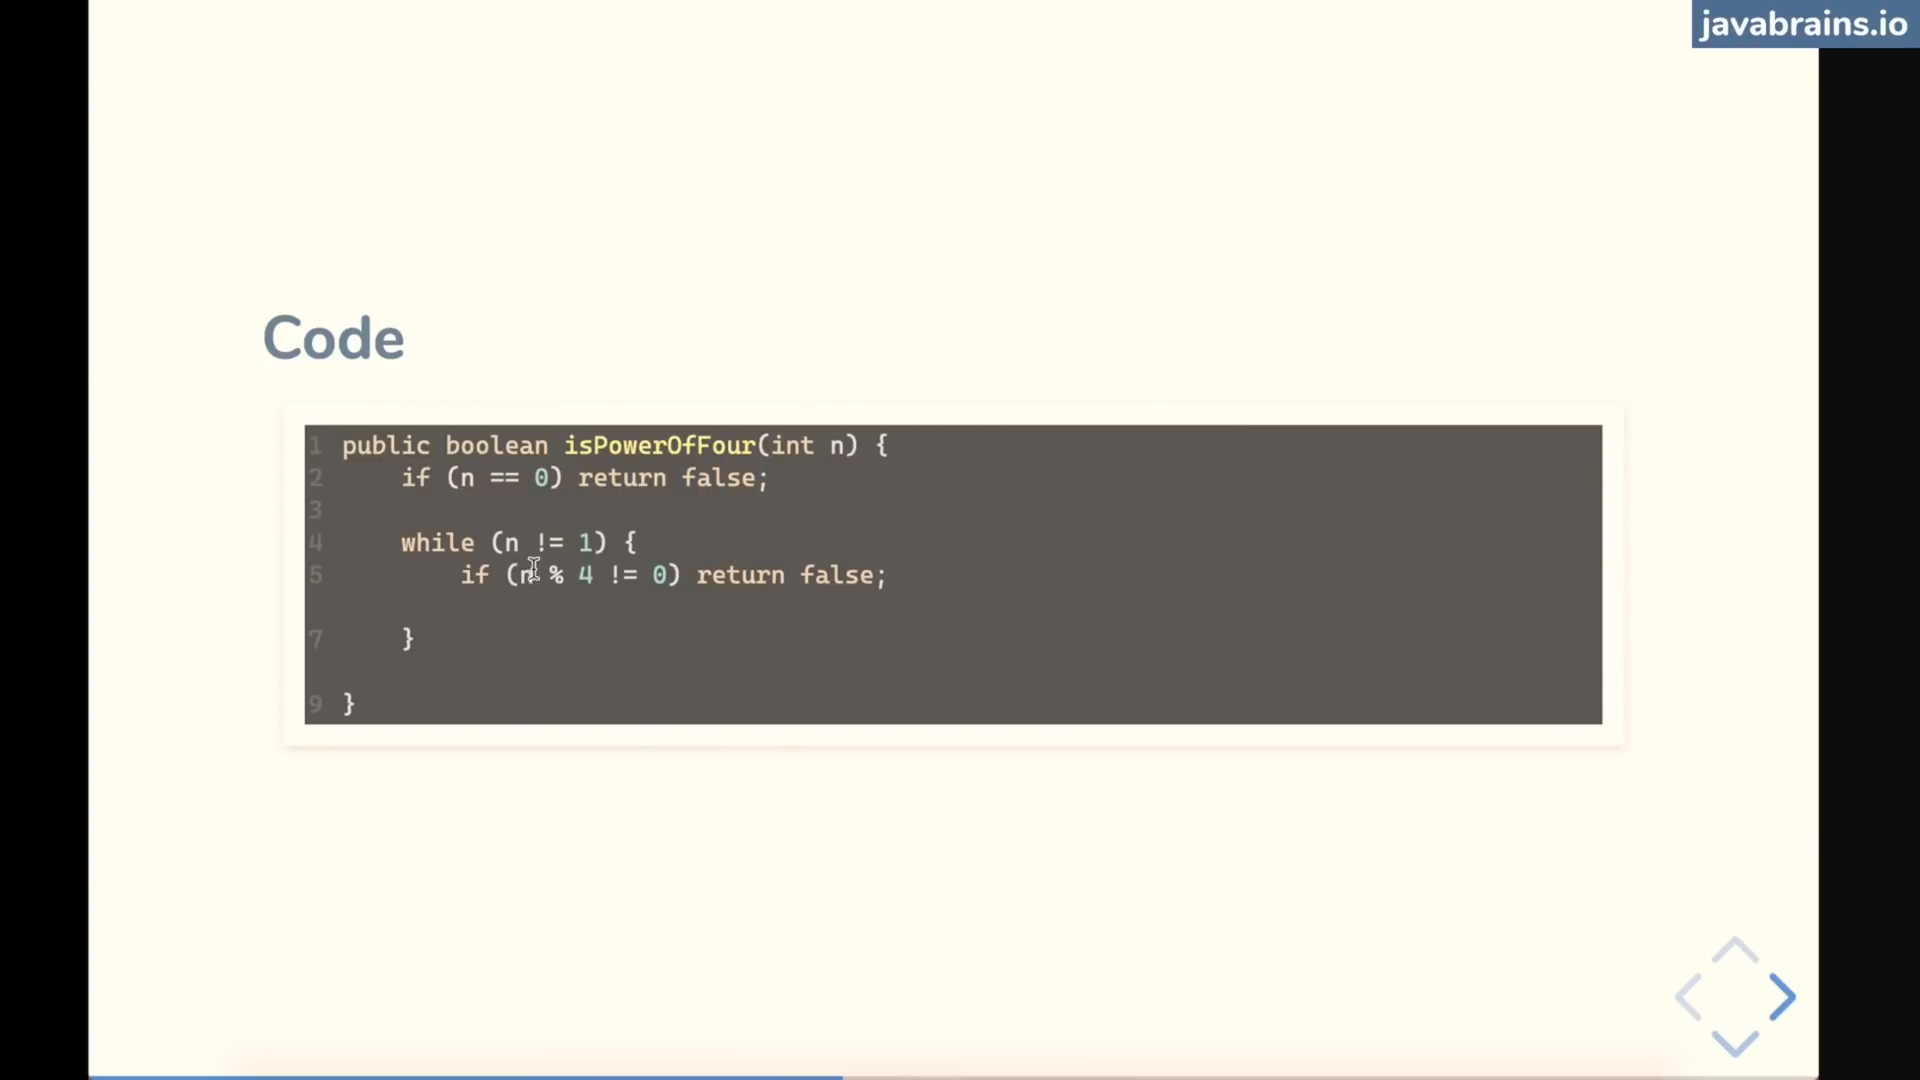 javabrains.io
Code
1 public boolean isPowerOfFour(int n) {
2     if (n == 0) return false;
3
4     while (n != 1) {
5         if (n % 4 != 0) return false;
7     }
9 }